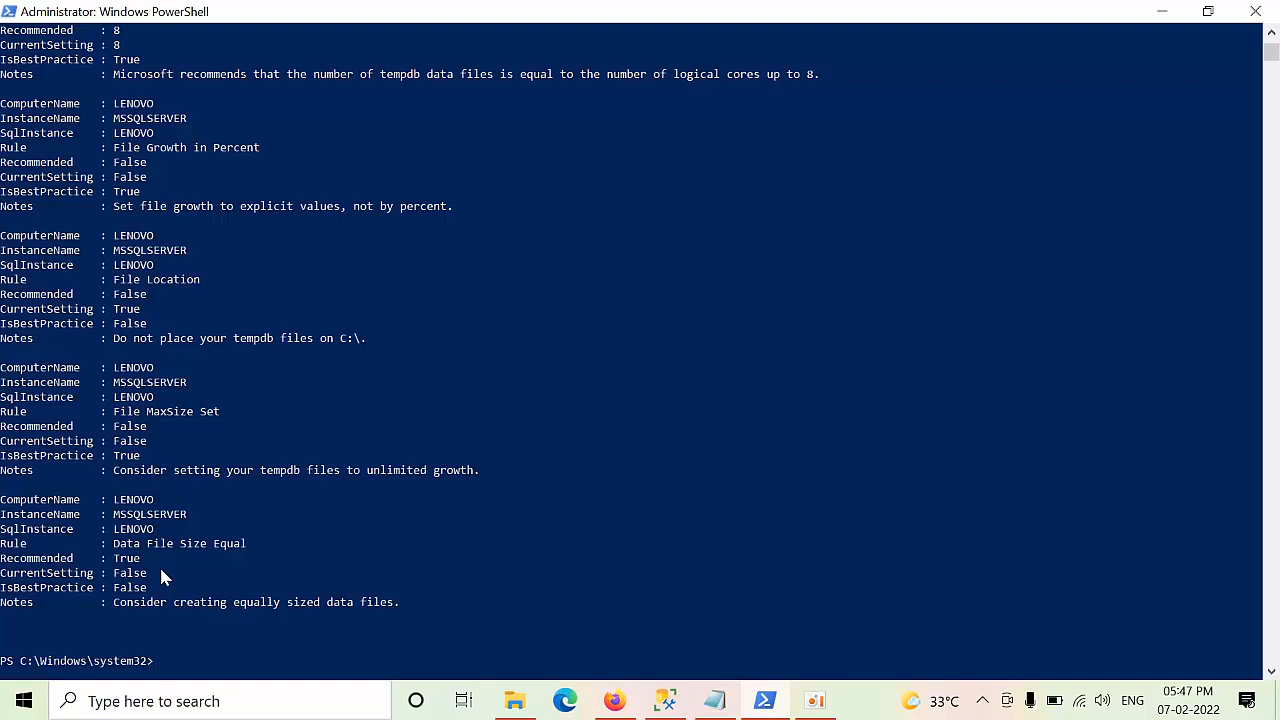 Administrator: Windows PowerShell
Recommended : 8
CurrentSetting : 8
IsBestPractice : True
Notes : Microsoft recommends that the number of tempdb data files is equal to the number of logical cores up to 8.
ComputerName : LENOVO
InstanceName : MSSQLSERVER
SqlInstance : LENOVO
Rule : File Growth in Percent
Recommended : False
CurrentSetting : False
IsBestPractice : True
Notes : Set file growth to explicit values, not by percent.
ComputerName : LENOVO
InstanceName : MSSQLSERVER
SqlInstance : LENOVO
Rule : File Location
Recommended : False
CurrentSetting : True
IsBestPractice : False
Notes : Do not place your tempdb files on C:\.
ComputerName : LENOVO
InstanceName : MSSQLSERVER
SqlInstance : LENOVO
Rule : File MaxSize Set
Recommended : False
CurrentSetting : False
IsBestPractice : True
Notes : Consider setting your tempdb files to unlimited growth.
ComputerName : LENOVO
InstanceName : MSSQLSERVER
SqlInstance : LENOVO
Rule : Data File Size Equal
Recommended : True
CurrentSetting : False
IsBestPractice : False
Notes : Consider creating equally sized data files.
PS C:\Windows\system32>
Type here to search
33°C
ENG
05:47 PM
07-02-2022